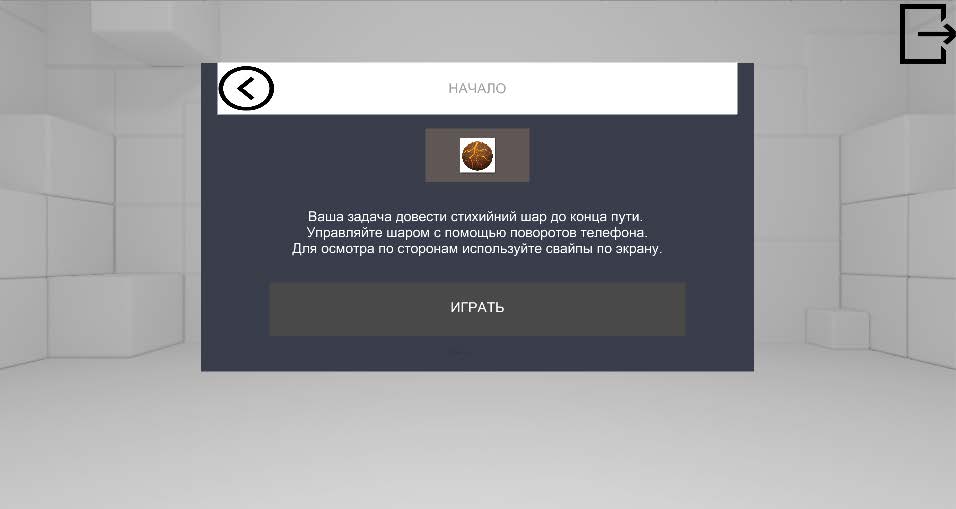 НАЧАЛО
Ваша задача довести стихийний шар до конца пути.
Управляйте шаром с помощью поворотов телефона.
Для осмотра по сторонам используйте свайпы по экрану.
ИГРАТЬ